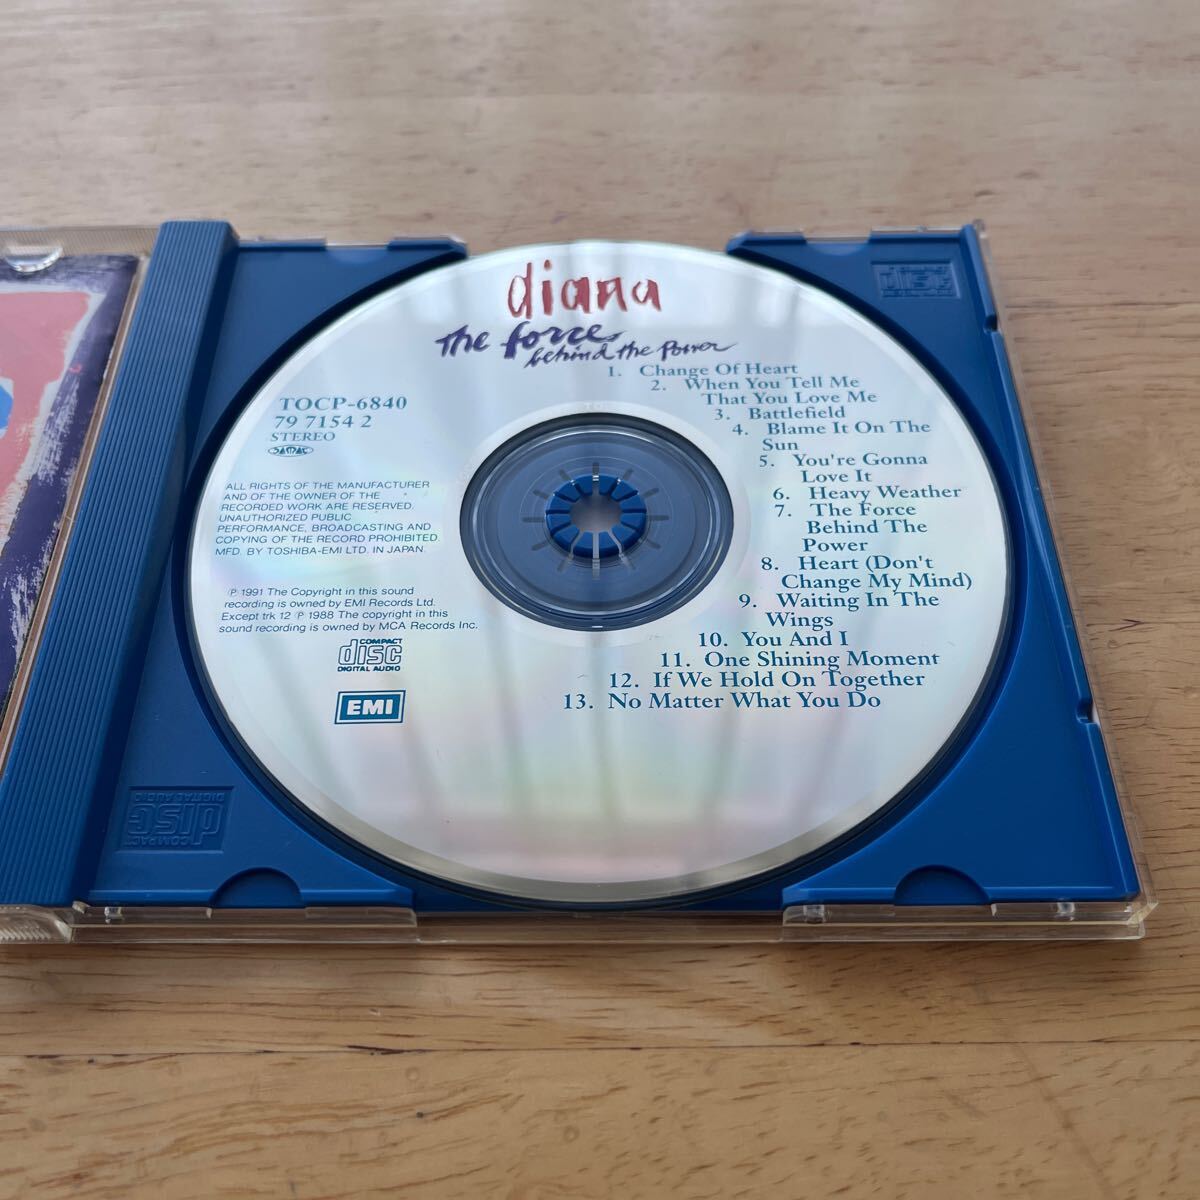 diana
the force
behind the Power
TOCP-6840
79 7154 2
STEREO
ALL RIGHTS OF THE MANUFACTURER
AND OF THE OWNER OF THE
RECORDED WORK ARE RESERVED.
UNAUTHORIZED PUBLIC
PERFORMANCE, BROADCASTING AND
COPYING OF THE RECORD PROHIBITED.
MFD. BY TOSHIBA-EMI LTD. IN JAPAN.
℗ 1991 The Copyright in this sound
recording is owned by EMI Records Ltd.
Except trk 12 ℗ 1988 The copyright in this
sound recording is owned by MCA Records Inc.
COMPACT
disc
DIGITAL AUDIO
EMI
1. Change Of Heart
2. When You Tell Me
That You Love Me
3. Battlefield
4. Blame It On The
Sun
5. You're Gonna
Love It
6. Heavy Weather
7. The Force
Behind The
Power
8. Heart (Don't
Change My Mind)
9. Waiting In The
Wings
10. You And I
11. One Shining Moment
12. If We Hold On Together
13. No Matter What You Do
COMPACT
disc
DIGITAL AUDIO
COMPACT
disc
DIGITAL AUDIO